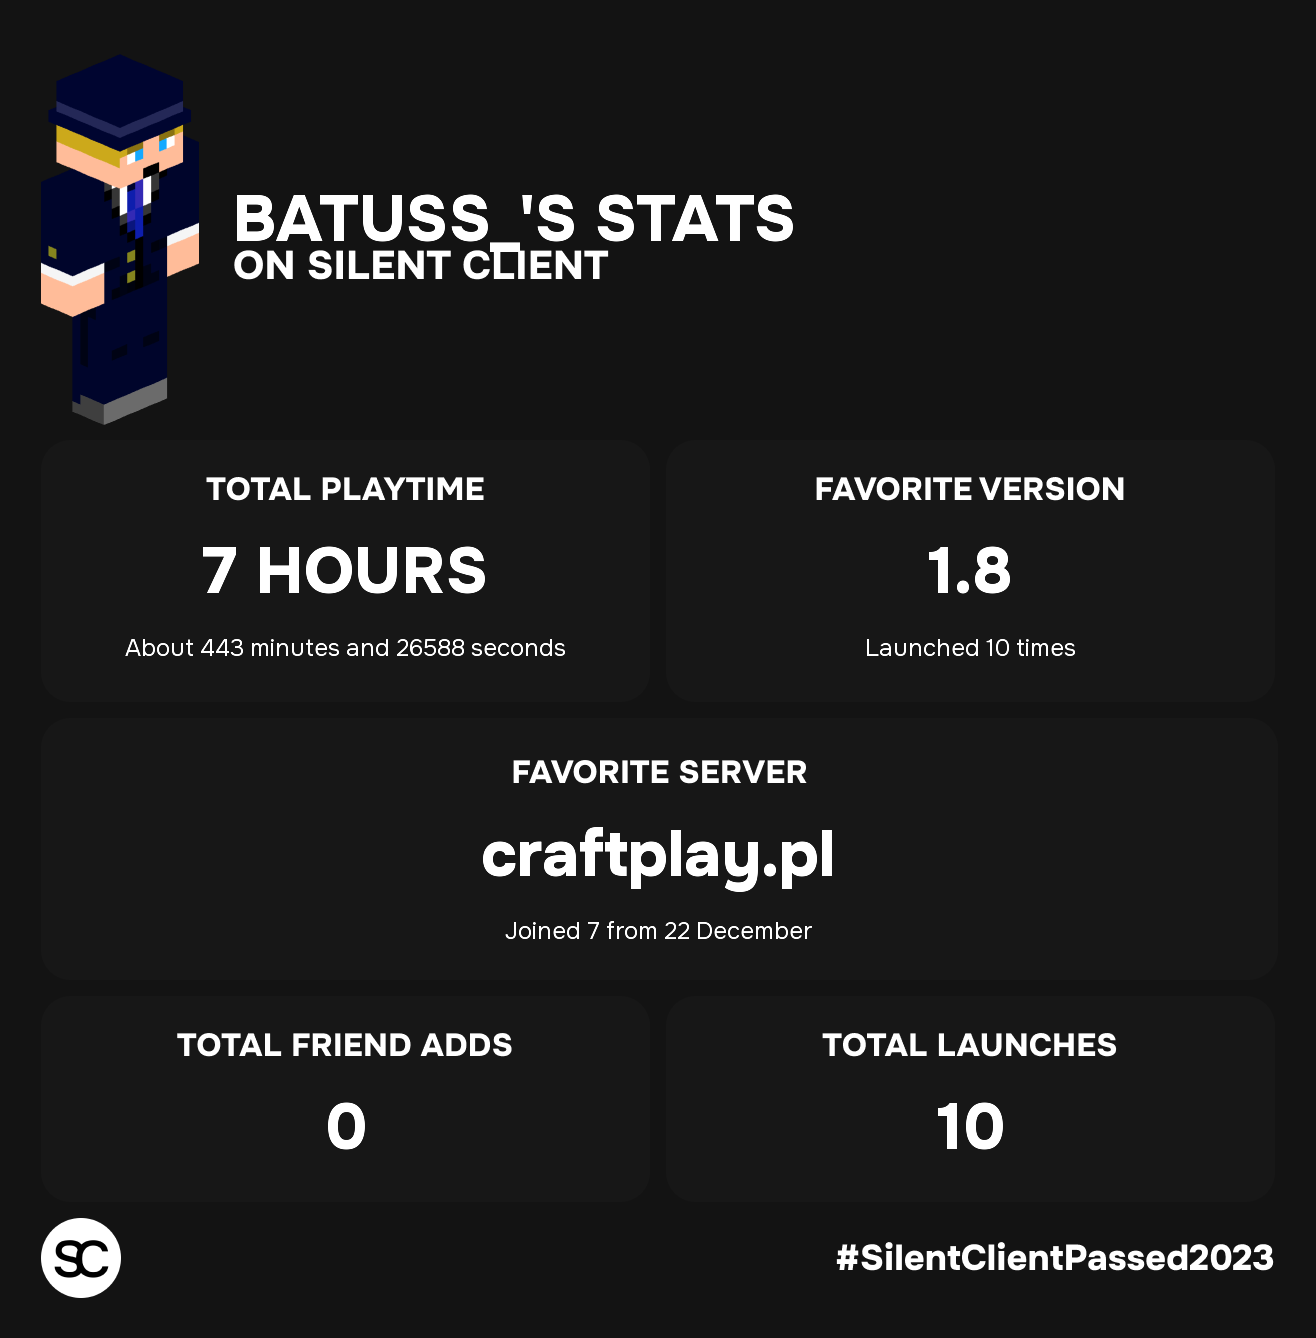 BATUSS_'S STATS
ON SILENT CLIENT
TOTAL PLAYTIME
7 HOURS
About 443 minutes and 26588 seconds
FAVORITE VERSION
1.8
Launched 10 times
FAVORITE SERVER
craftplay.pl
Joined 7 from 22 December
TOTAL FRIEND ADDS
0
TOTAL LAUNCHES
10
SC
#SilentClientPassed2023